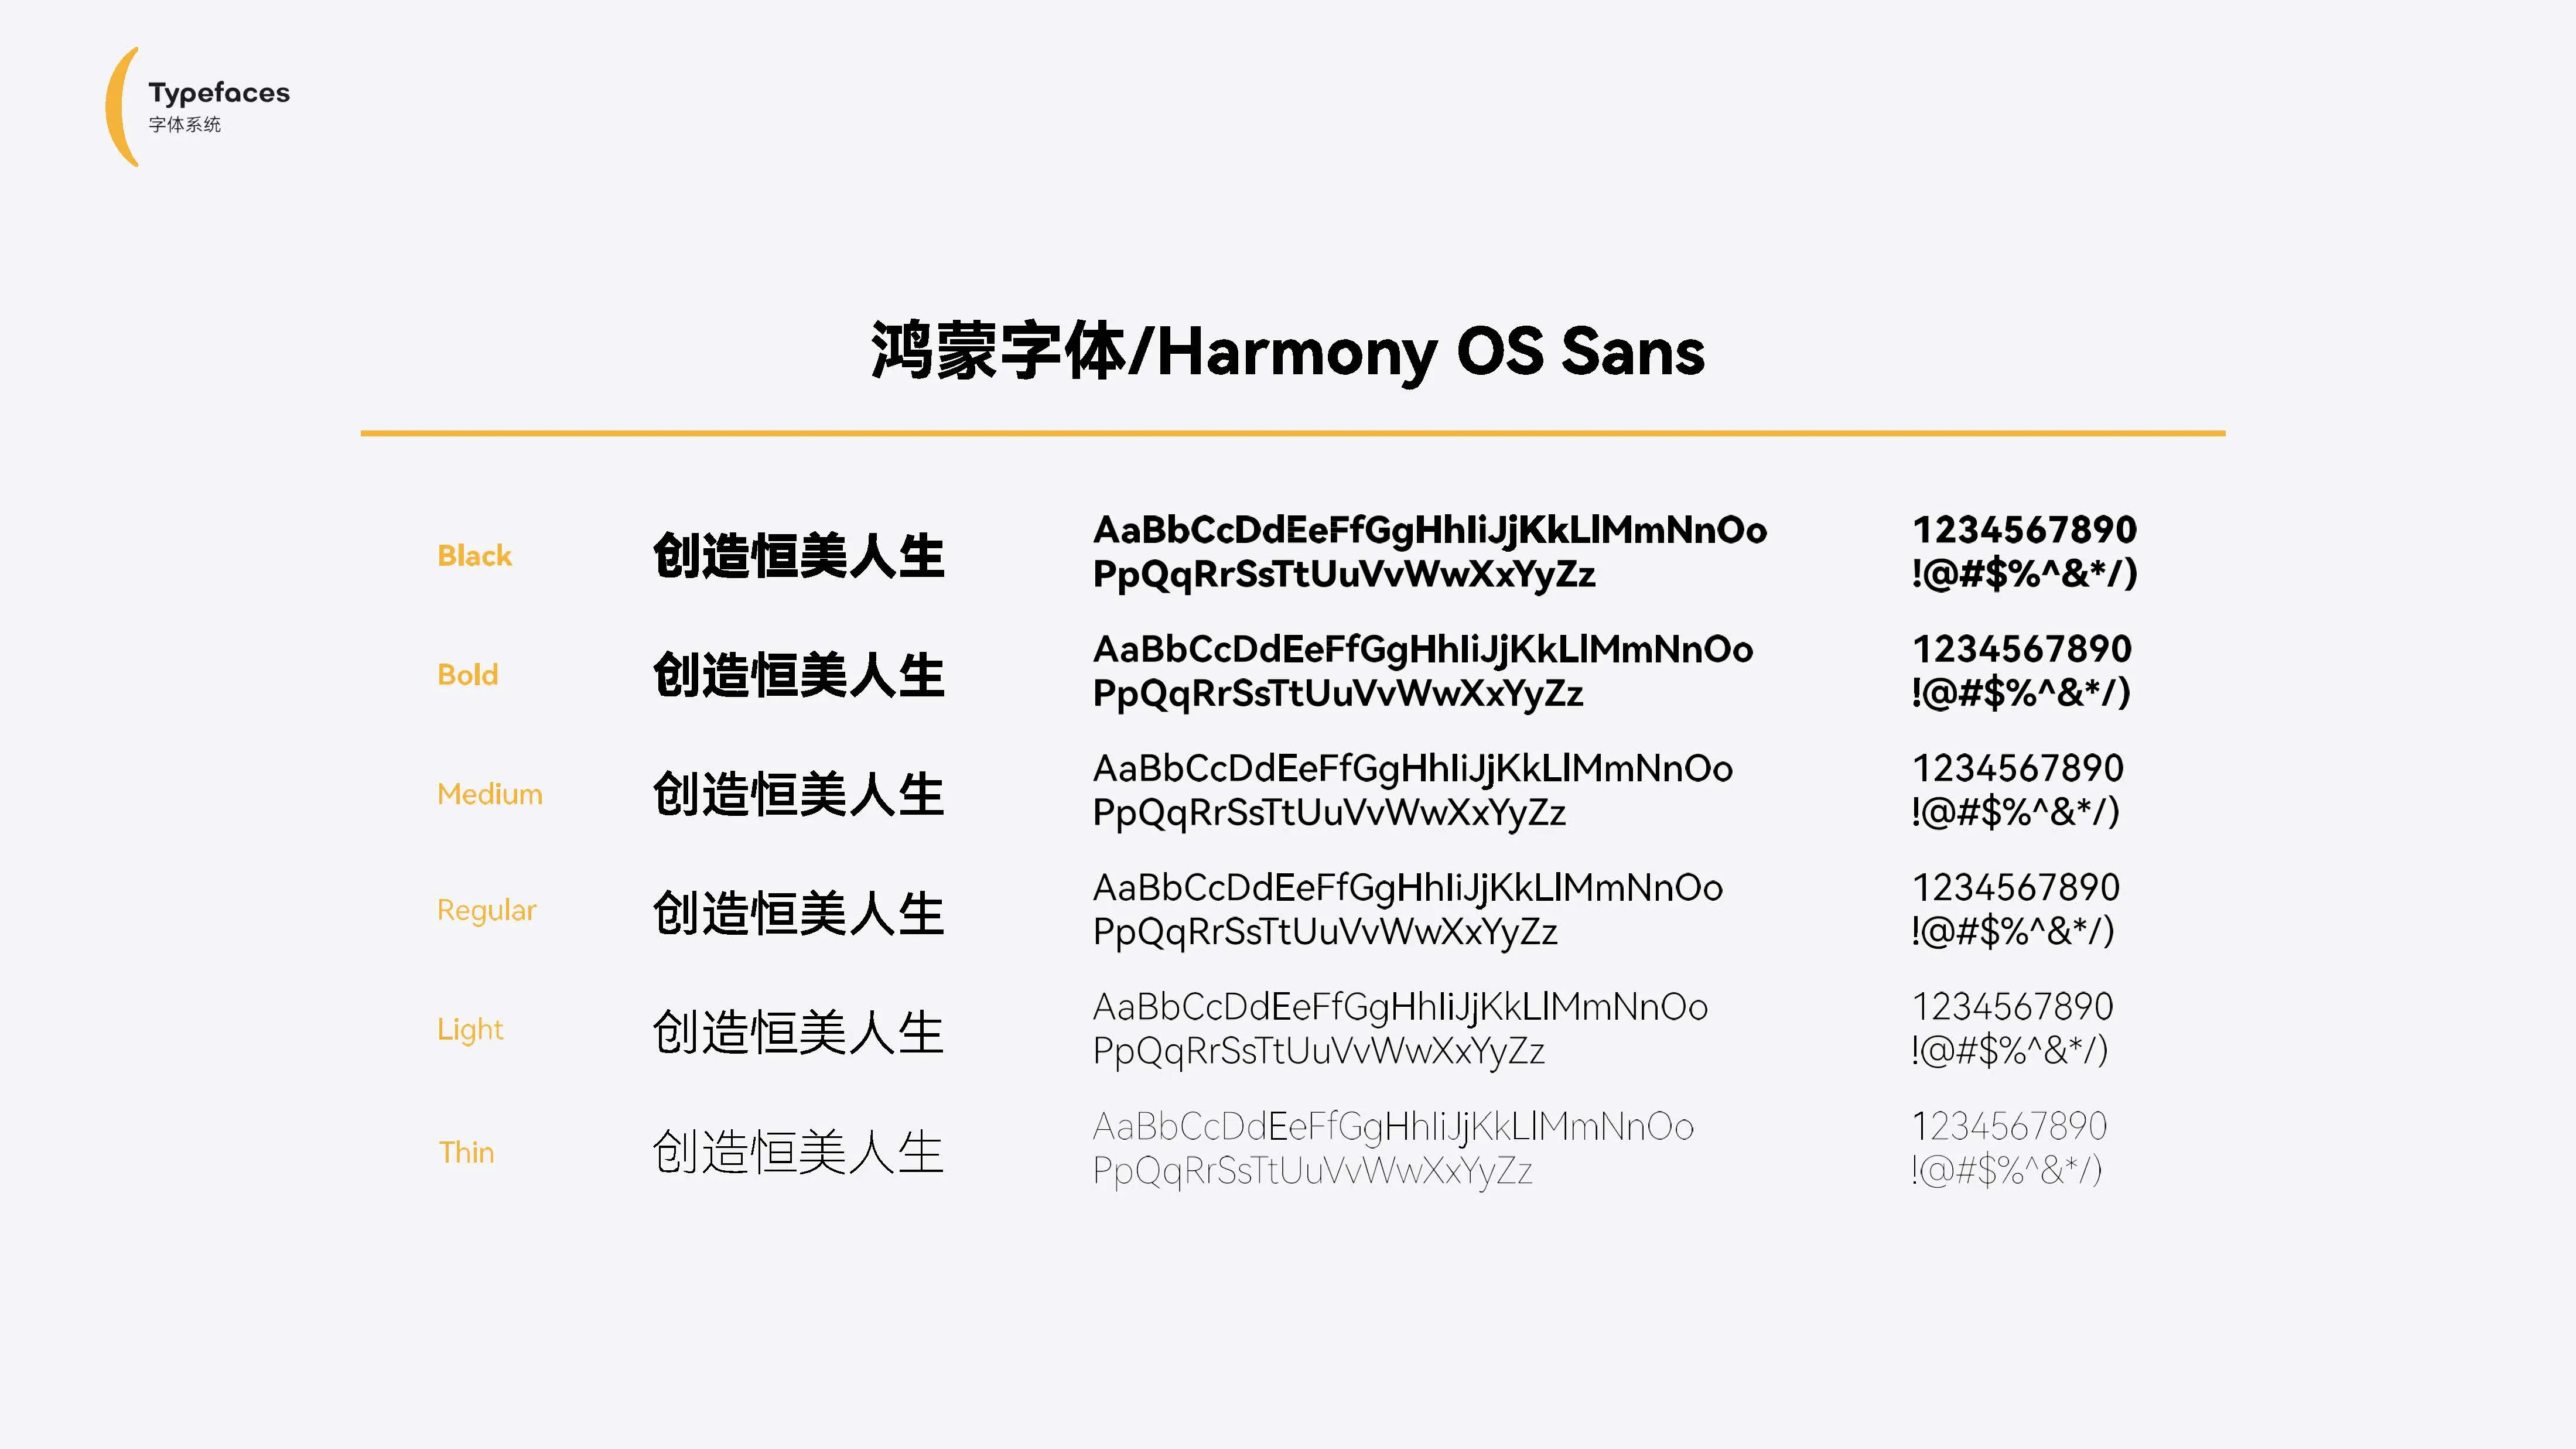 Typefaces
字体系统
鸿蒙字体/Harmony OS Sans
Black
创造恒美人生
AaBbCcDdEeFfGgHhIiJjKkLlMmNnOo
PpQqRrSsTtUuVvWwXxYyZz
1234567890
!@#$%^&*/)
Bold
创造恒美人生
AaBbCcDdEeFfGgHhIiJjKkLlMmNnOo
PpQqRrSsTtUuVvWwXxYyZz
1234567890
!@#$%^&*/)
Medium
创造恒美人生
AaBbCcDdEeFfGgHhIiJjKkLlMmNnOo
PpQqRrSsTtUuVvWwXxYyZz
1234567890
!@#$%^&*/)
Regular
创造恒美人生
AaBbCcDdEeFfGgHhIiJjKkLlMmNnOo
PpQqRrSsTtUuVvWwXxYyZz
1234567890
!@#$%^&*/)
Light
创造恒美人生
AaBbCcDdEeFfGgHhIiJjKkLlMmNnOo
PpQqRrSsTtUuVvWwXxYyZz
1234567890
!@#$%^&*/)
Thin
创造恒美人生
AaBbCcDdEeFfGgHhIiJjKkLlMmNnOo
PpQqRrSsTtUuVvWwXxYyZz
1234567890
!@#$%^&*/)